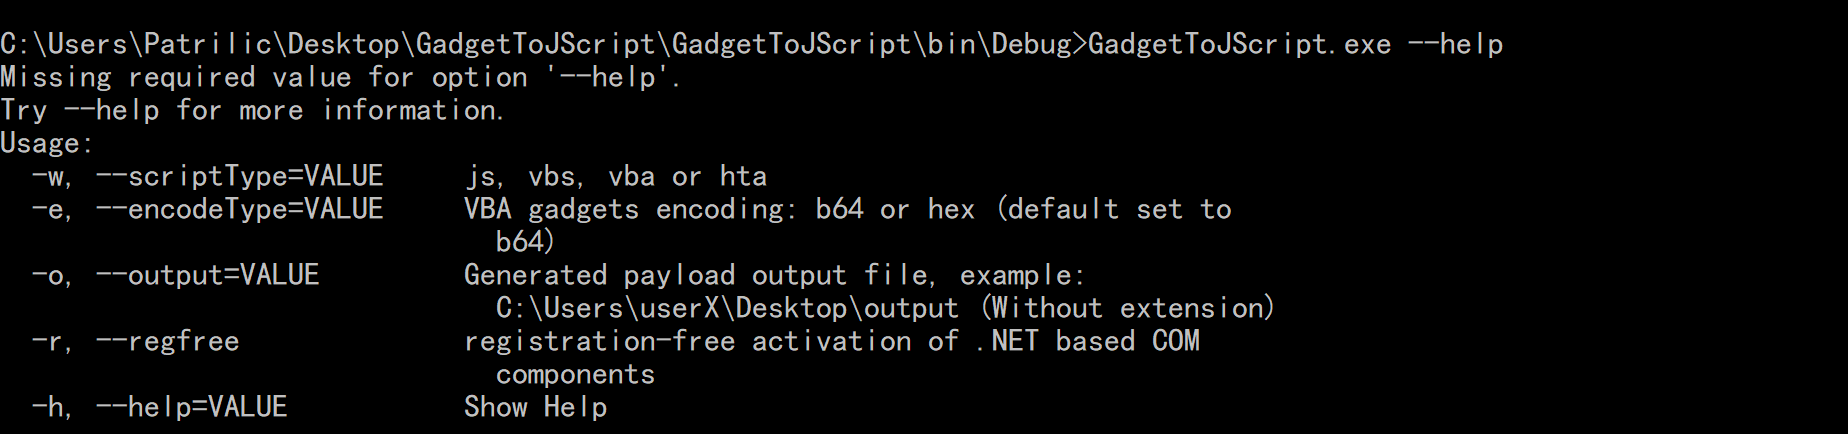 C:\Users\Patrilic\Desktop\GadgetToJScript\GadgetToJScript\bin\Debug>GadgetToJScript.exe --help
Missing required value for option '--help'.
Try --help for more information.
Usage:
  -w, --scriptType=VALUE     js, vbs, vba or hta
  -e, --encodeType=VALUE     VBA gadgets encoding: b64 or hex (default set to
                               b64)
  -o, --output=VALUE         Generated payload output file, example:
                               C:\Users\userX\Desktop\output (Without extension)
  -r, --regfree              registration-free activation of .NET based COM
                               components
  -h, --help=VALUE           Show Help